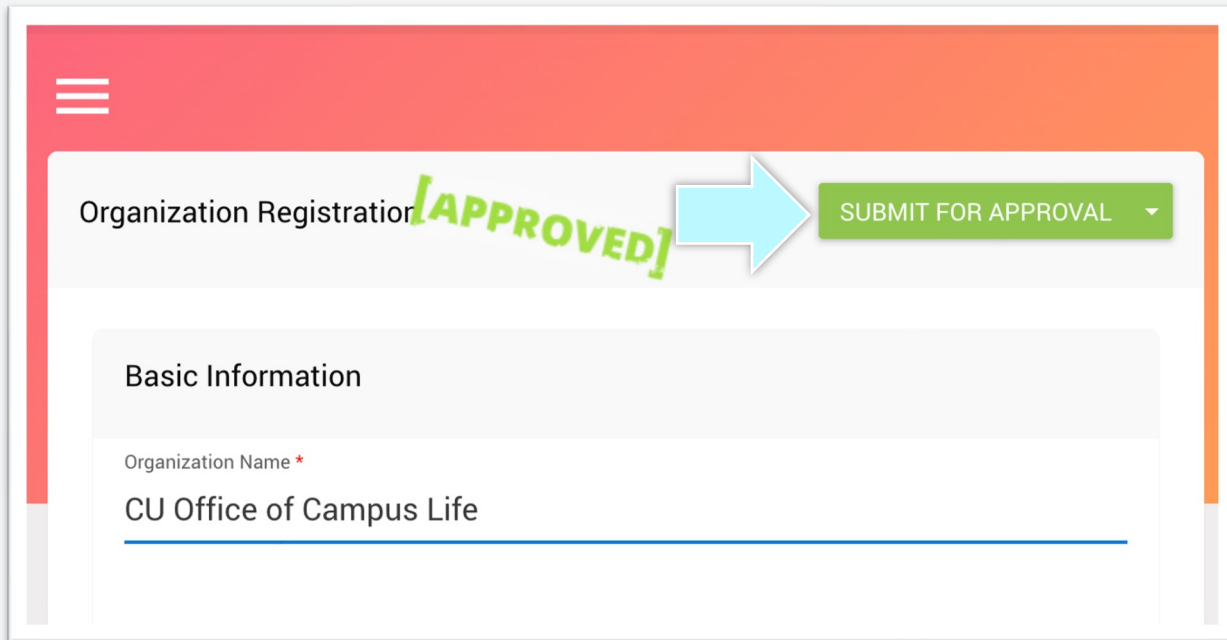 Organization Registration
[APPROVED]
SUBMIT FOR APPROVAL
Basic Information
Organization Name *
CU Office of Campus Life